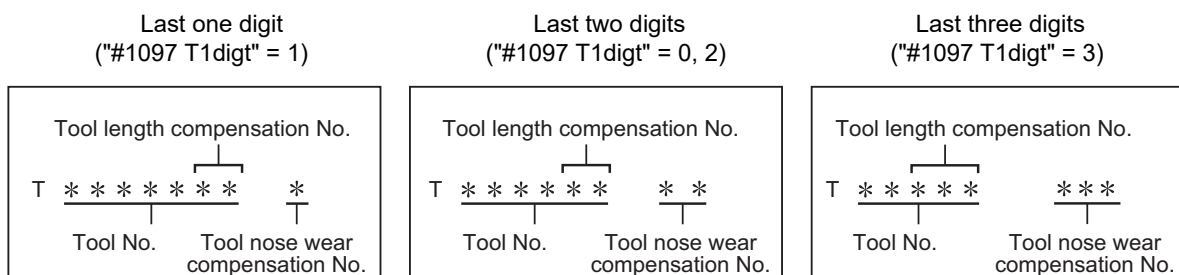 Last one digit
("#1097 T1digt" = 1)
Tool length compensation No.
T ******* *
Tool No.
Tool nose wear
compensation No.
Last two digits
("#1097 T1digt" = 0, 2)
Tool length compensation No.
T ****** **
Tool No.
Tool nose wear
compensation No.
Last three digits
("#1097 T1digt" = 3)
Tool length compensation No.
T ***** ***
Tool No.
Tool nose wear
compensation No.